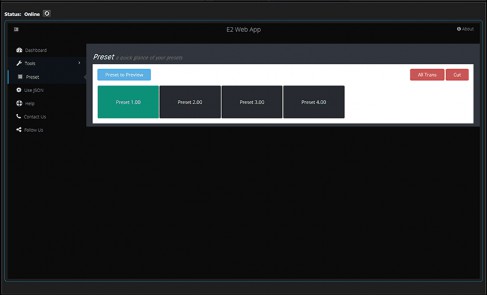 Status: Online
E2 Web App
About
Dashboard
Tools
Preset
Use JSON
Help
Contact Us
Follow Us
Preset A quick glance of your presets
Preset to Preview
All Trans
Cut
Preset 1.00
Preset 2.00
Preset 3.00
Preset 4.00